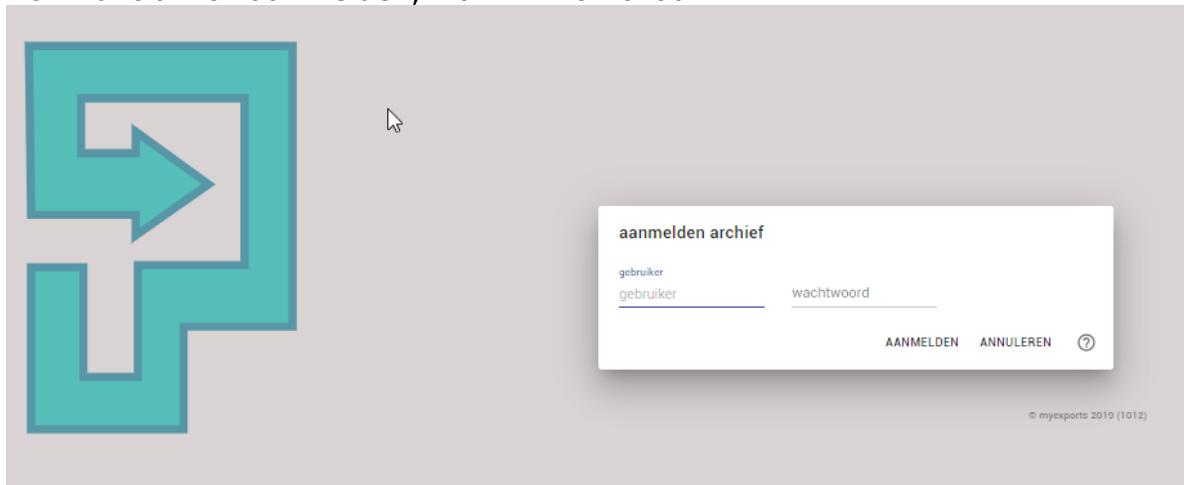 aanmelden archief
gebruiker
gebruiker wachtwoord
AANMELDEN ANNULEREN ?
© myexports 2019 (1012)